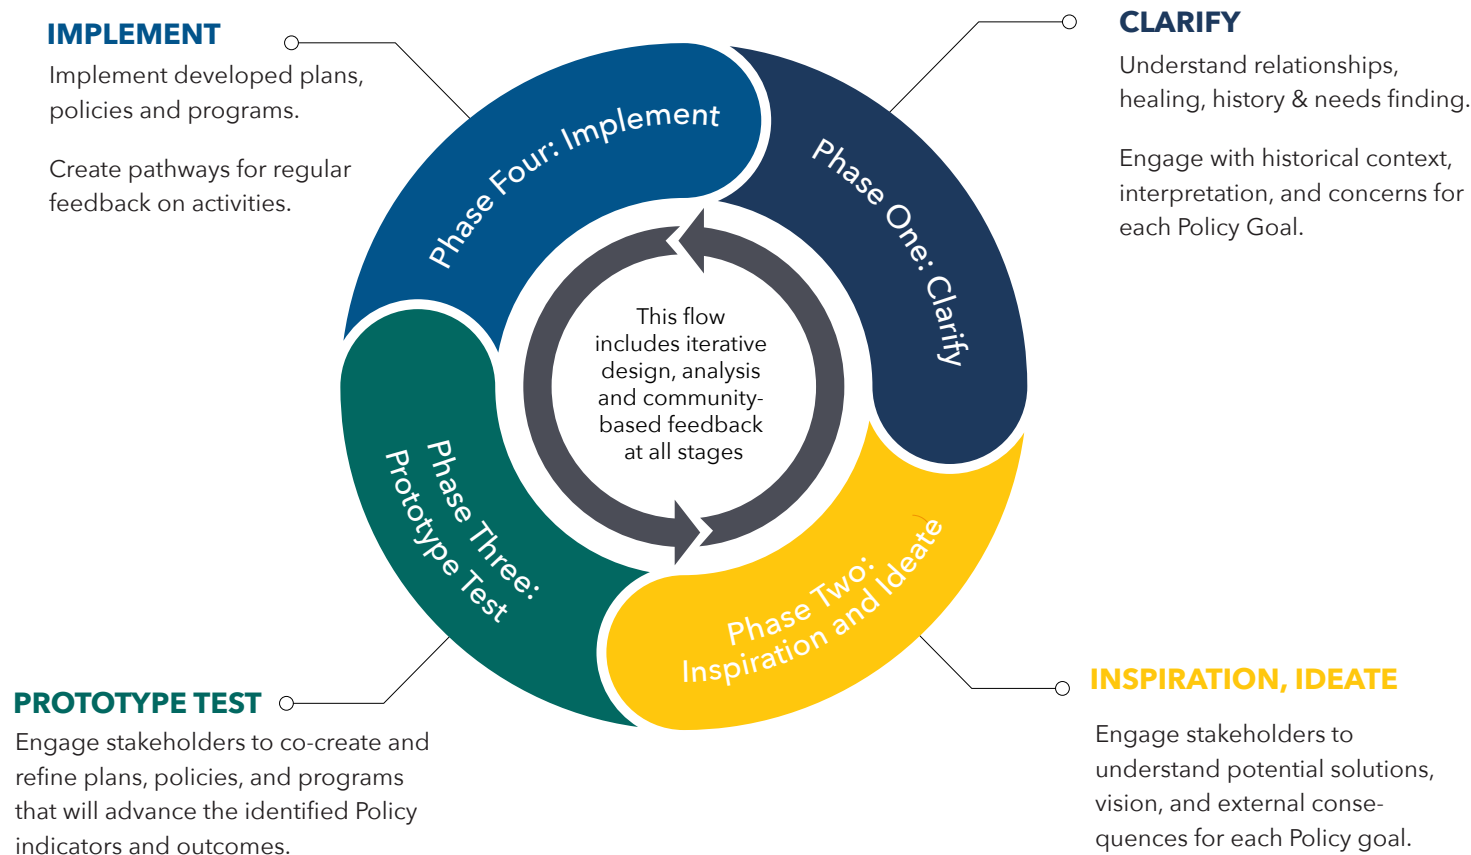 IMPLEMENT
Implement developed plans,
policies and programs.
Create pathways for regular
feedback on activities.
CLARIFY
Understand relationships,
healing, history & needs finding.
Engage with historical context,
interpretation, and concerns for
each Policy Goal.
Phase Four: Implement
Phase One: Clarify
This flow
includes iterative
design, analysis
and community-
based feedback
at all stages
Phase Three:
Prototype Test
Phase Two:
Inspiration and Ideate
PROTOTYPE TEST
Engage stakeholders to co-create and
refine plans, policies, and programs
that will advance the identified Policy
indicators and outcomes.
INSPIRATION, IDEATE
Engage stakeholders to
understand potential solutions,
vision, and external conse-
quences for each Policy goal.